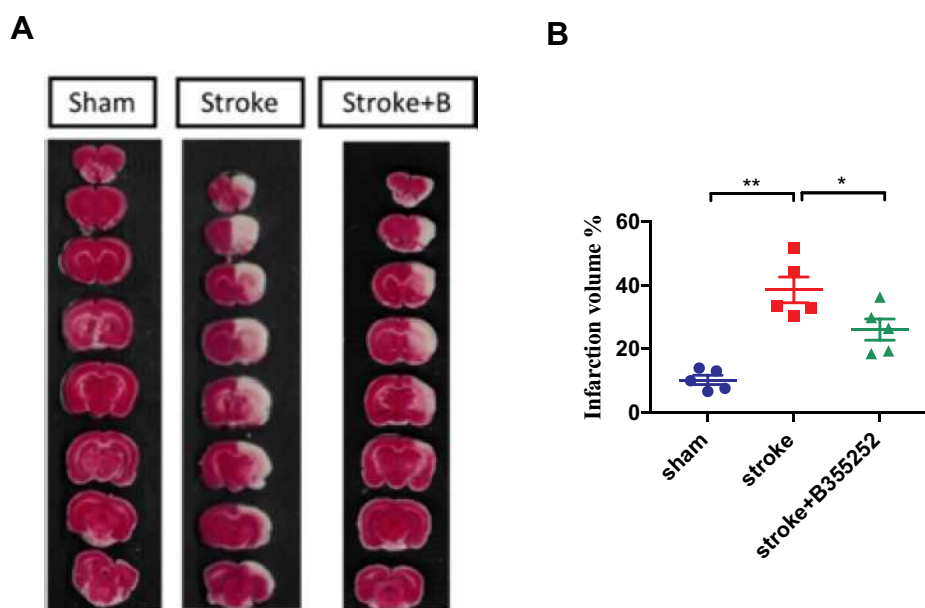 A
B
Sham
Stroke
Stroke+B
**
*
60
40
20
0
Infarction volume %
sham
stroke
stroke+B355252